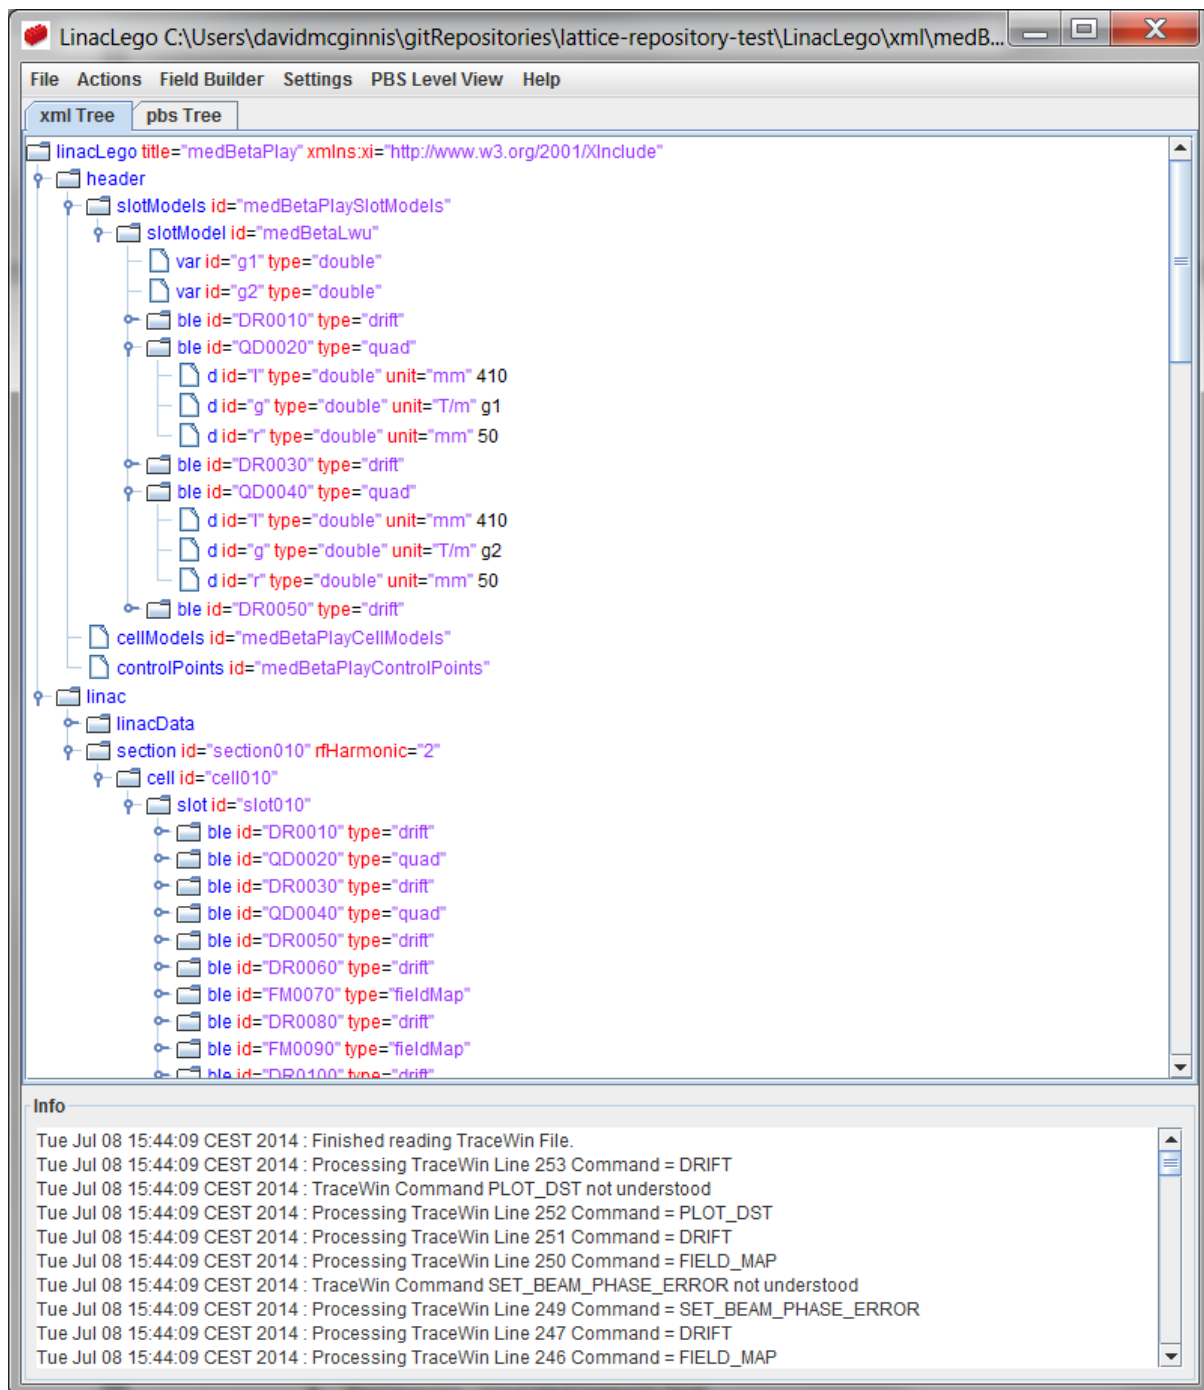 LinacLego C:\Users\davidmcginnis\gitRepositories\lattice-repository-test\LinacLego\xml\medB...
File Actions Field Builder Settings PBS Level View Help
xml Tree pbs Tree
linacLego title="medBetaPlay" xmlns:xi="http://www.w3.org/2001/XInclude"
header
slotModels id="medBetaPlaySlotModels"
slotModel id="medBetaLwu"
var id="g1" type="double"
var id="g2" type="double"
ble id="DR0010" type="drift"
ble id="QD0020" type="quad"
d id="l" type="double" unit="mm" 410
d id="g" type="double" unit="T/m" g1
d id="r" type="double" unit="mm" 50
ble id="DR0030" type="drift"
ble id="QD0040" type="quad"
d id="l" type="double" unit="mm" 410
d id="g" type="double" unit="T/m" g2
d id="r" type="double" unit="mm" 50
ble id="DR0050" type="drift"
cellModels id="medBetaPlayCellModels"
controlPoints id="medBetaPlayControlPoints"
linac
linacData
section id="section010" rfHarmonic="2"
cell id="cell010"
slot id="slot010"
ble id="DR0010" type="drift"
ble id="QD0020" type="quad"
ble id="DR0030" type="drift"
ble id="QD0040" type="quad"
ble id="DR0050" type="drift"
ble id="DR0060" type="drift"
ble id="FM0070" type="fieldMap"
ble id="DR0080" type="drift"
ble id="FM0090" type="fieldMap"
ble id="DR0100" type="drift"
Info
Tue Jul 08 15:44:09 CEST 2014 : Finished reading TraceWin File.
Tue Jul 08 15:44:09 CEST 2014 : Processing TraceWin Line 253 Command = DRIFT
Tue Jul 08 15:44:09 CEST 2014 : TraceWin Command PLOT_DST not understood
Tue Jul 08 15:44:09 CEST 2014 : Processing TraceWin Line 252 Command = PLOT_DST
Tue Jul 08 15:44:09 CEST 2014 : Processing TraceWin Line 251 Command = DRIFT
Tue Jul 08 15:44:09 CEST 2014 : Processing TraceWin Line 250 Command = FIELD_MAP
Tue Jul 08 15:44:09 CEST 2014 : TraceWin Command SET_BEAM_PHASE_ERROR not understood
Tue Jul 08 15:44:09 CEST 2014 : Processing TraceWin Line 249 Command = SET_BEAM_PHASE_ERROR
Tue Jul 08 15:44:09 CEST 2014 : Processing TraceWin Line 247 Command = DRIFT
Tue Jul 08 15:44:09 CEST 2014 : Processing TraceWin Line 246 Command = FIELD_MAP